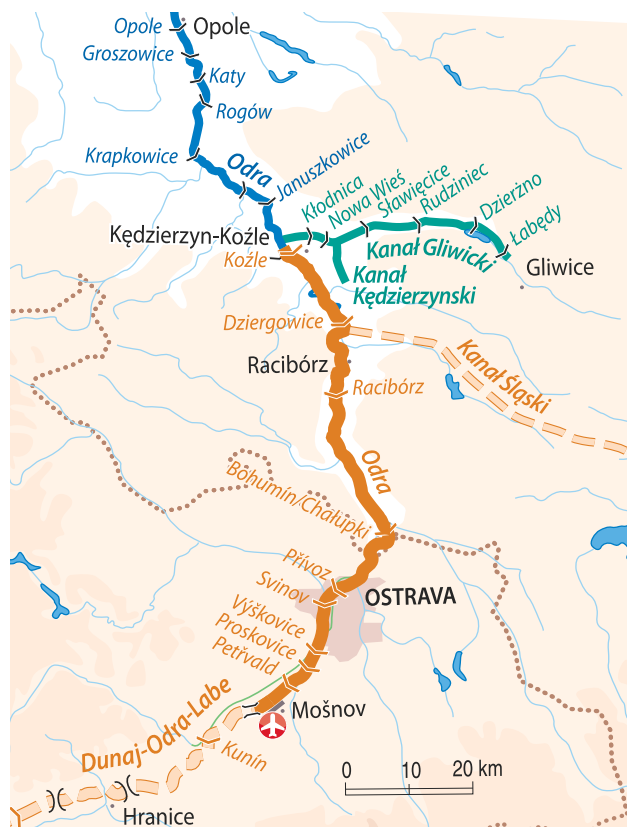 Opole
Opole
Groszowice
Katy
Rogów
Krapkowice
Odra
Januszkowice
Kłodnica
Nowa Wieś
Sławięcice
Rudziniec
Dzierżno
Łabędy
Kędzierzyn-Koźle
Koźle
Kanał Gliwicki
Gliwice
Kanał
Kędzierzynski
Dziergowice
Racibórz
Racibórz
Kanał Śląski
Odra
Bohumín/Chałupki
Přívoz
Svinov
OSTRAVA
Výškovice
Proskovice
Petřvald
Mošnov
Dunaj-Odra-Labe
Kunín
Hranice
0 10 20 km